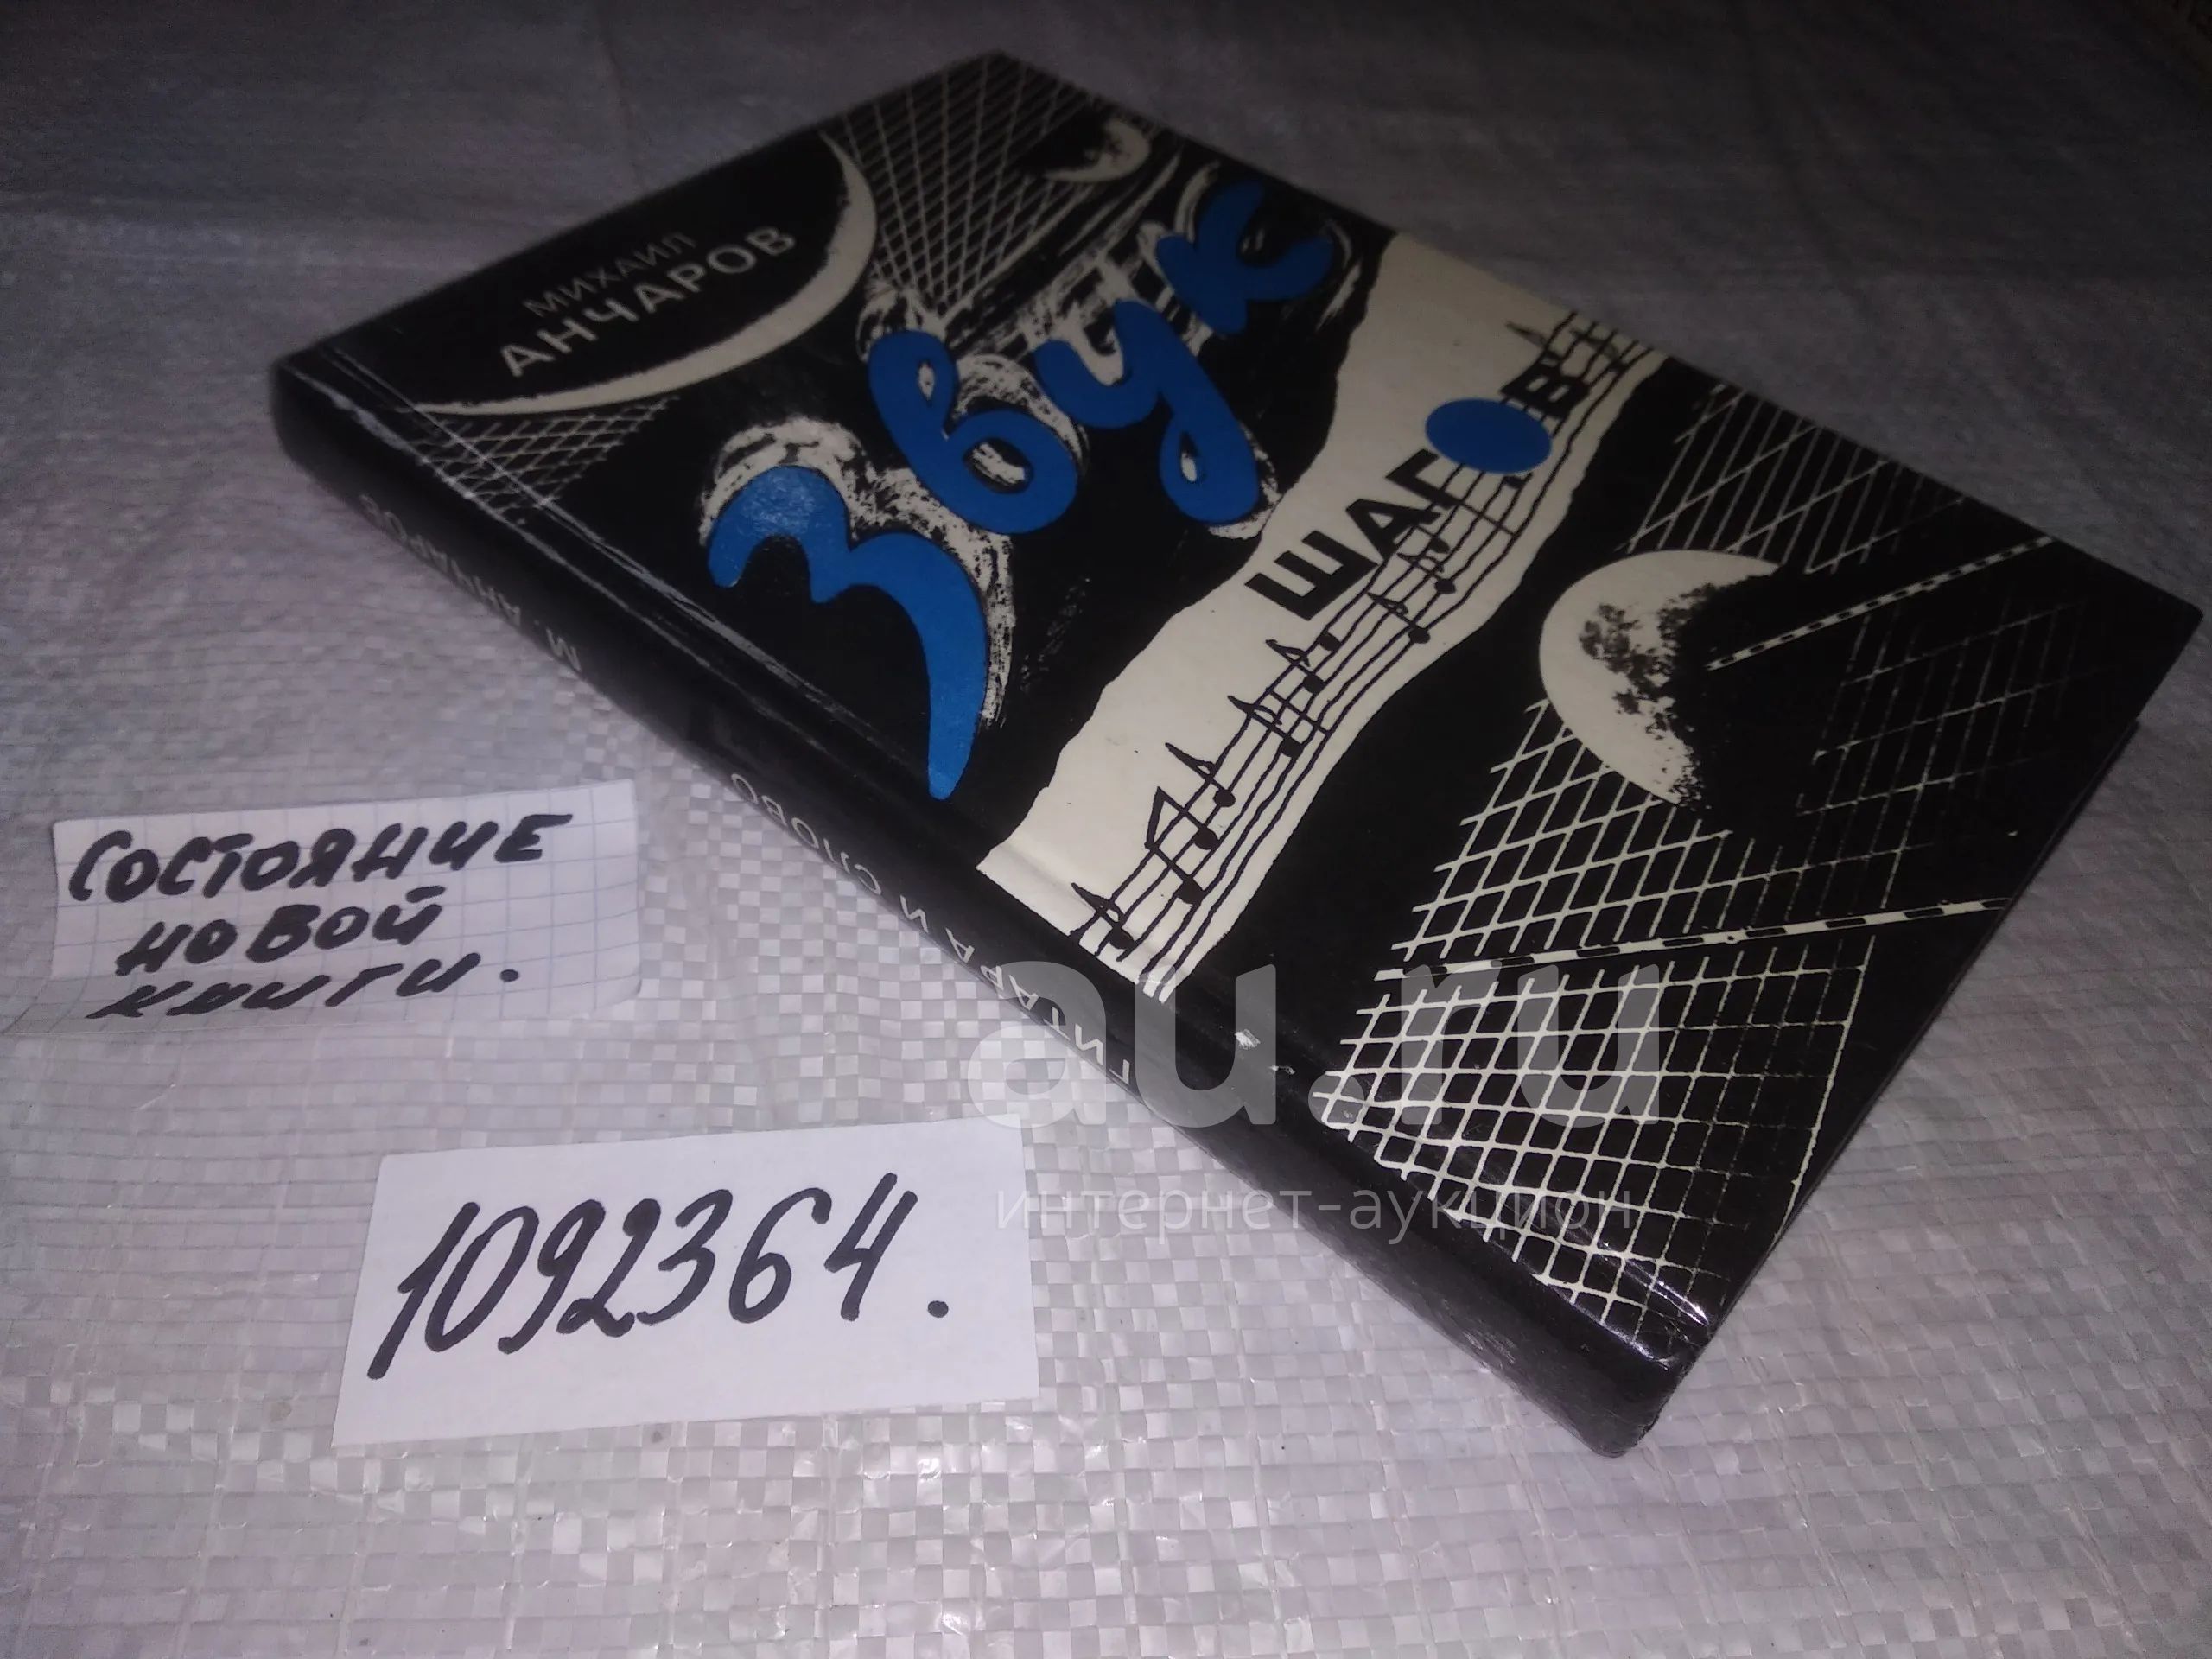 МИХАИЛ
АНЧАРОВ
Звук
ШАГОВ
М. АНЧАРОВ
ГИТАРА И СЛОВО
СОСТОЯНИЕ
НОВОЙ
КНИГИ.
1092364.
au.ru
интернет-аукцион